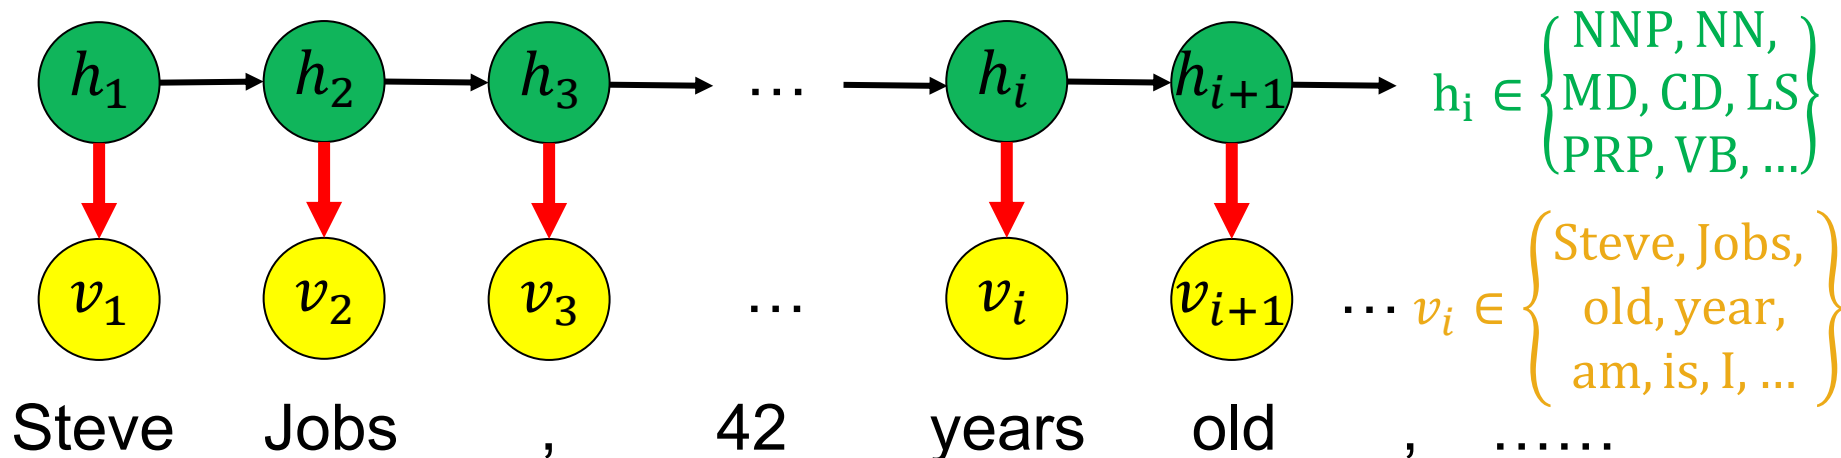 h₁ h₂ h₃ … hᵢ hᵢ₊₁
hᵢ ∈ {NNP, NN,
MD, CD, LS
PRP, VB, …}
v₁ v₂ v₃ … vᵢ vᵢ₊₁ …
vᵢ ∈ {Steve, Jobs,
old, year,
am, is, I, …}
Steve Jobs , 42 years old , ……